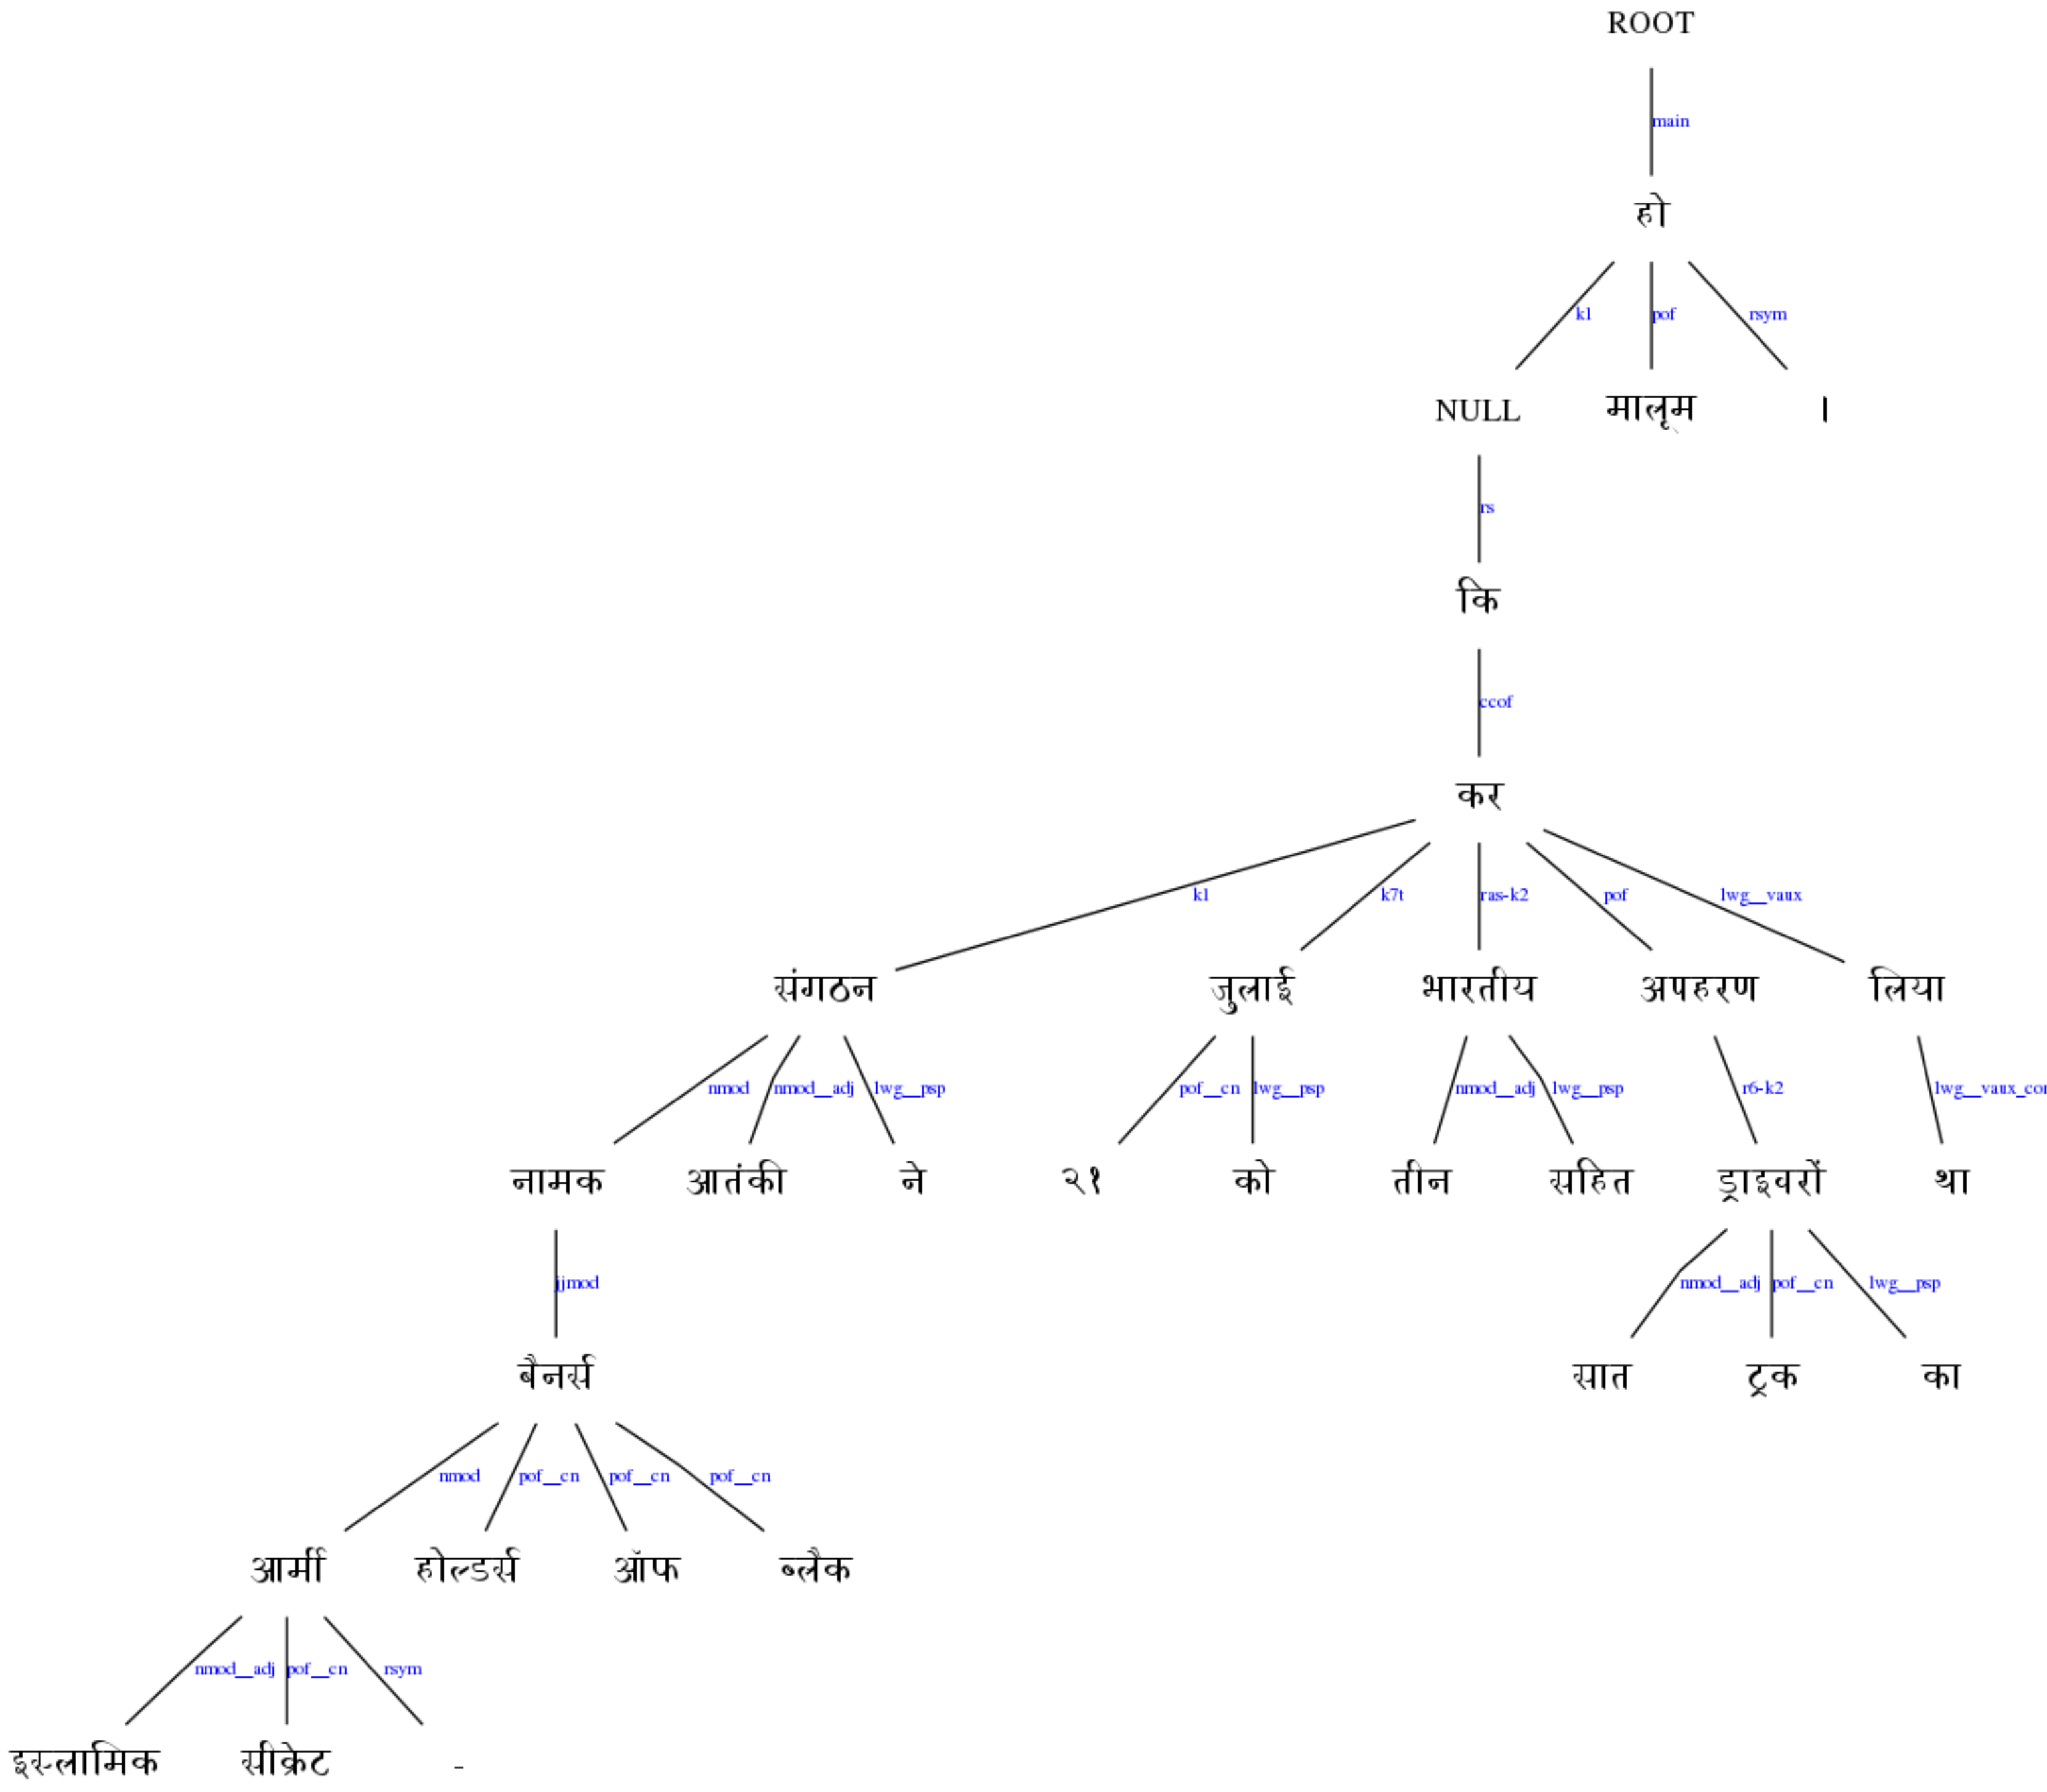 ROOT
main
हो
k1 pof rsym
NULL मालूम ।
rs
कि
ccof
कर
k1 k7t ras-k2 pof lwg__vaux
संगठन जुलाई भारतीय अपहरण लिया
nmod nmod__adj lwg__psp pof__cn lwg__psp nmod__adj lwg__psp r6-k2 lwg__vaux_con
नामक आतंकी ने २१ को तीन सहित ड्राइवरों था
jjmod nmod__adj pof__cn lwg__psp
बैनर्स सात ट्रक का
nmod pof__cn pof__cn pof__cn
आर्मी होल्डर्स ऑफ ब्लैक
nmod__adj pof__cn rsym
इस्लामिक सीक्रेट -